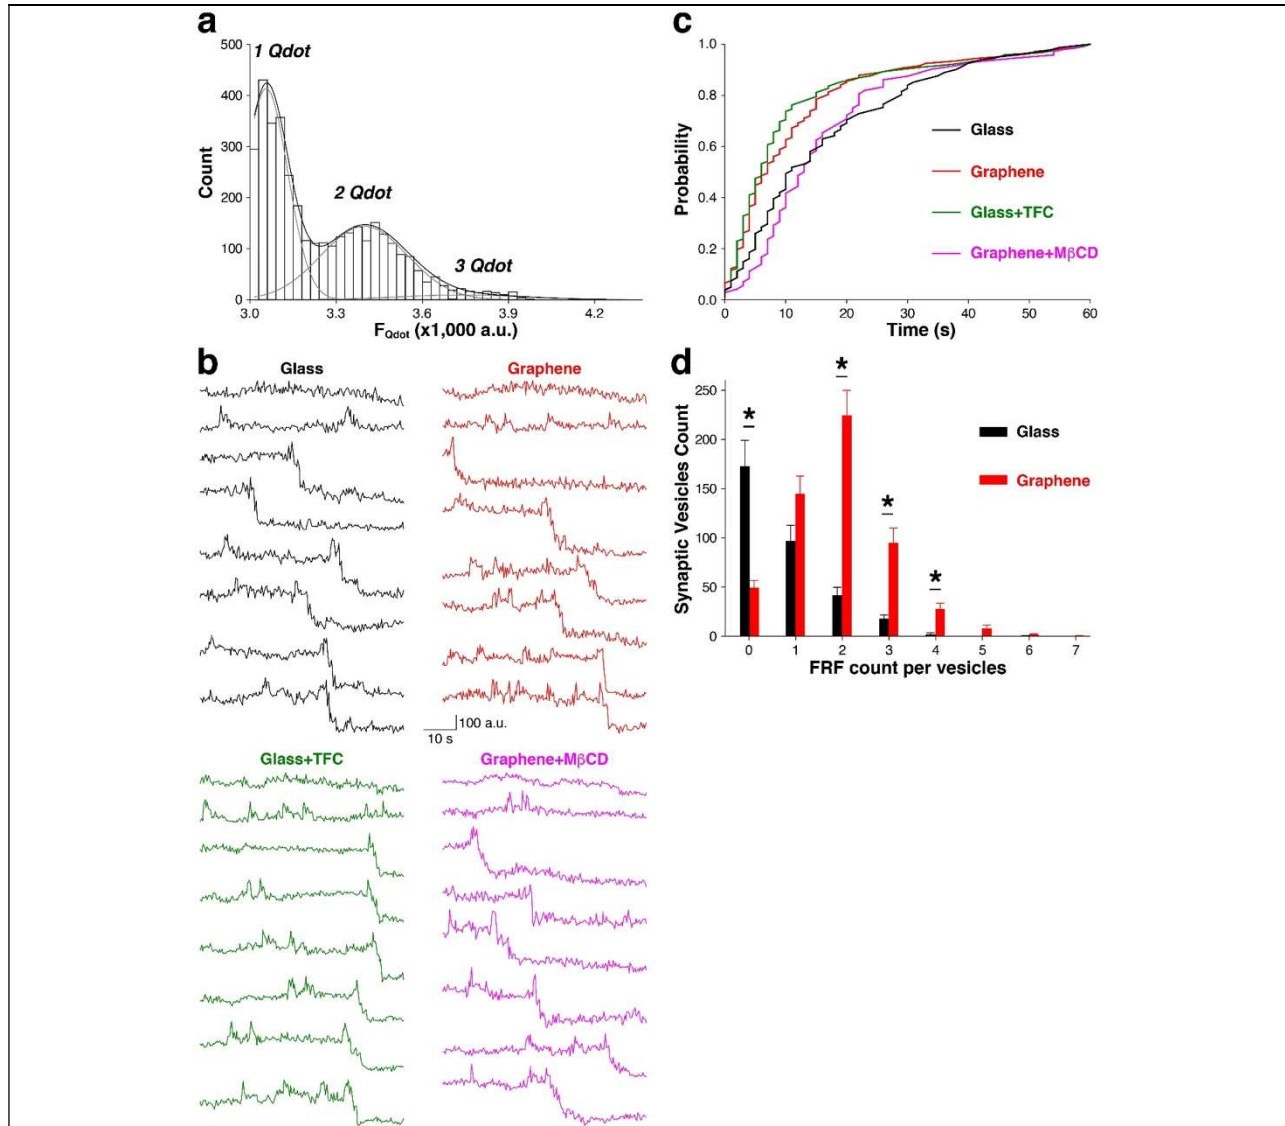 a
500
400
300
200
100
0
Count
1 Qdot
2 Qdot
3 Qdot
3.0 3.3 3.6 3.9 4.2
F_Qdot (x1,000 a.u.)
c
1.0
0.8
0.6
0.4
0.2
0.0
Probability
Glass
Graphene
Glass+TFC
Graphene+MβCD
0 10 20 30 40 50 60
Time (s)
b
Glass
Graphene
100 a.u.
10 s
Glass+TFC
Graphene+MβCD
d
250
200
150
100
50
0
Synaptic Vesicles Count
* * * *
Glass
Graphene
0 1 2 3 4 5 6 7
FRF count per vesicles